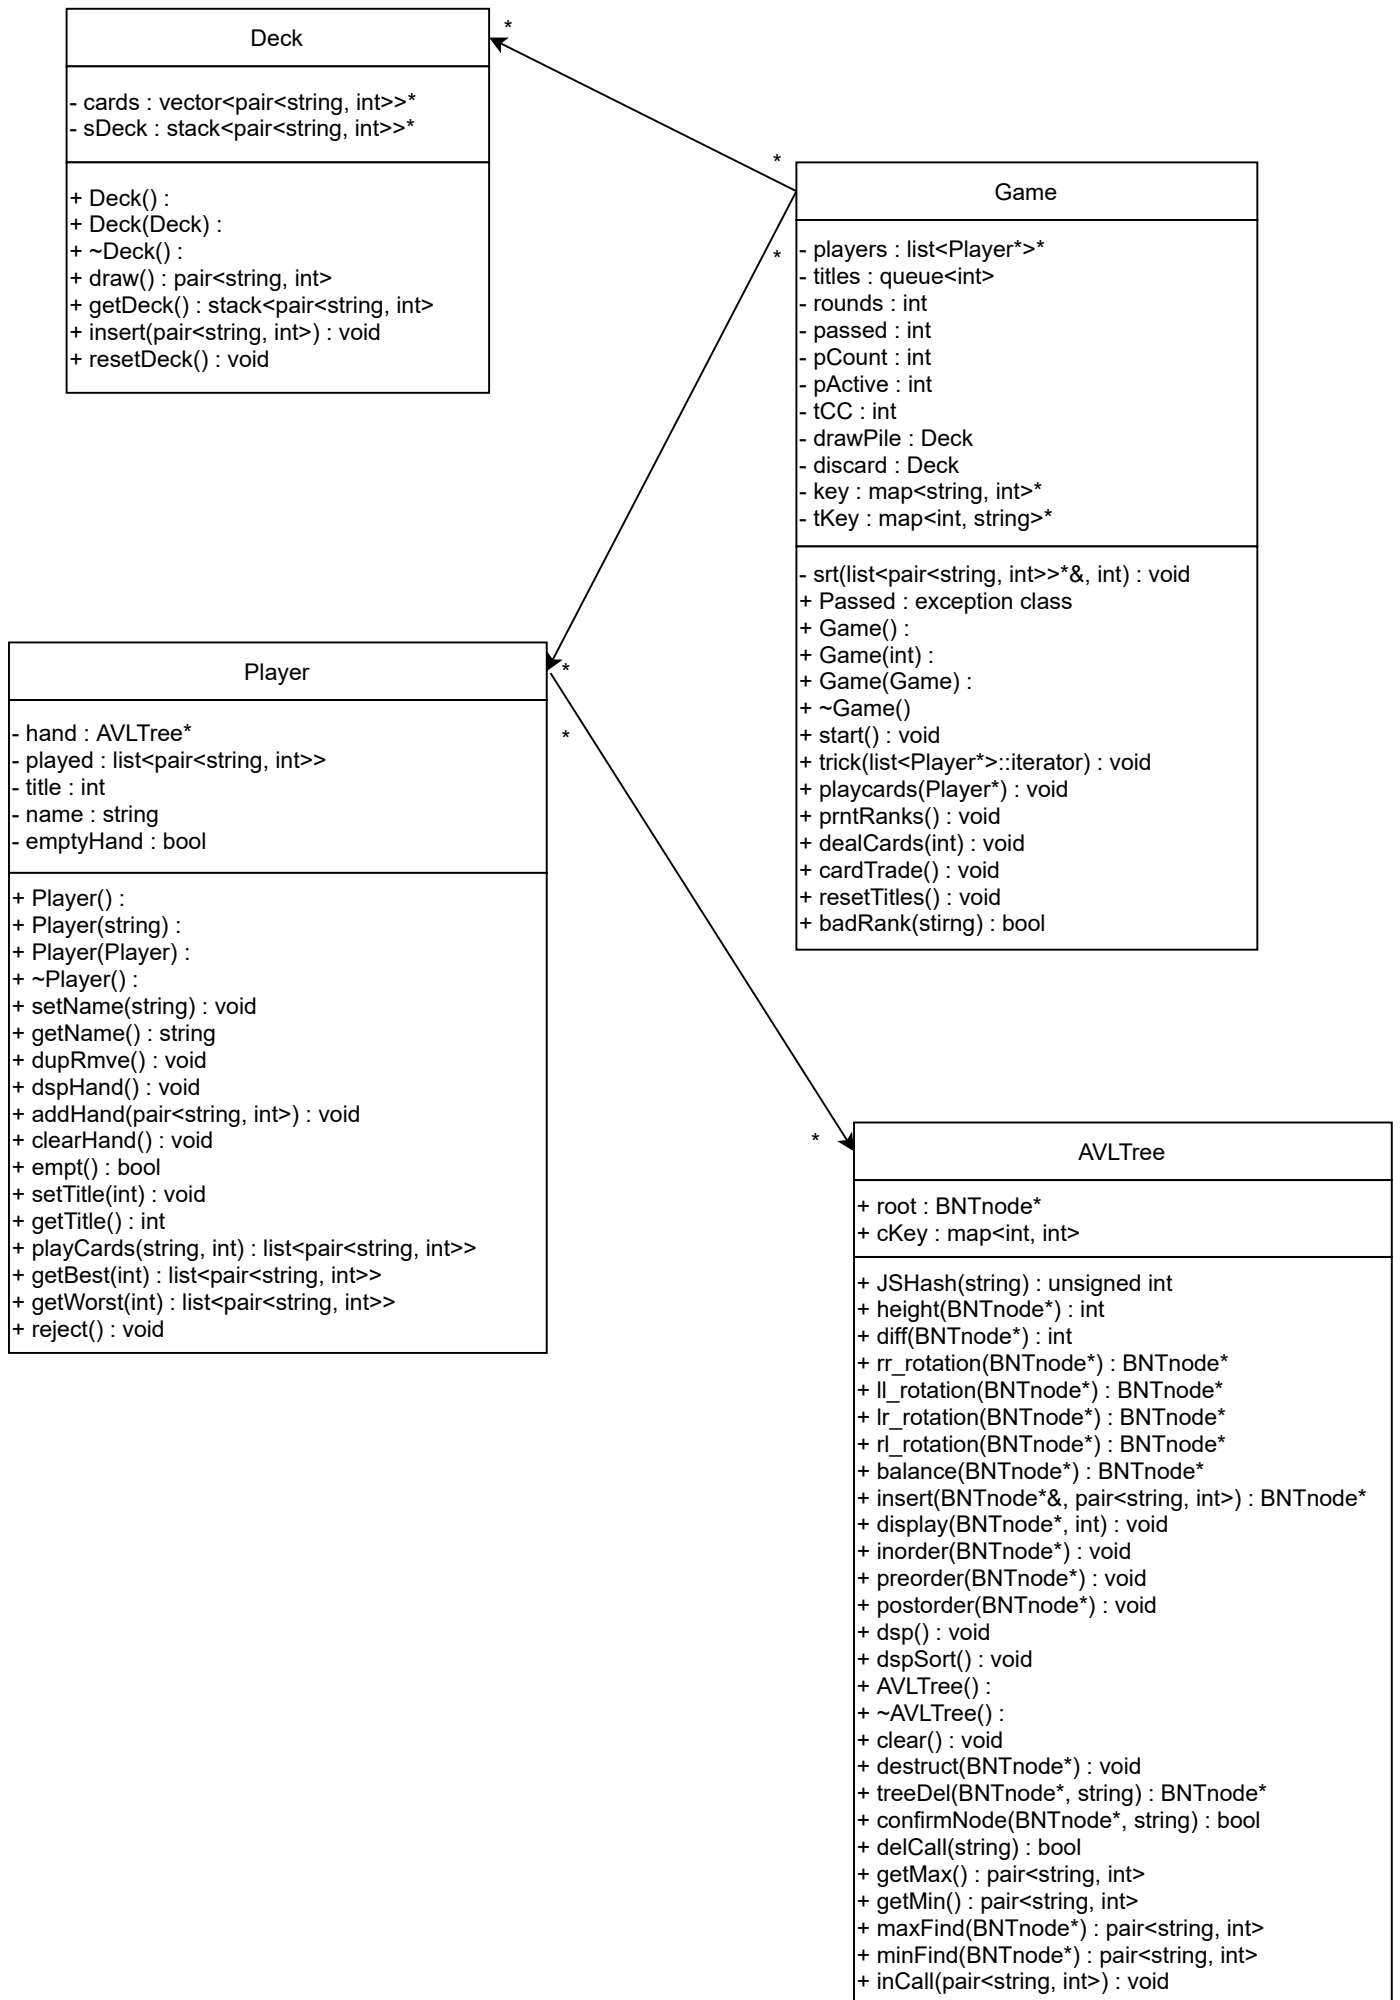 Deck
*
- cards : vector<pair<string, int>>*
- sDeck : stack<pair<string, int>>*
+ Deck() :
+ Deck(Deck) :
+ ~Deck() :
+ draw() : pair<string, int>
+ getDeck() : stack<pair<string, int>
+ insert(pair<string, int>) : void
+ resetDeck() : void
*
Game
*
- players : list<Player*>*
- titles : queue<int>
- rounds : int
- passed : int
- pCount : int
- pActive : int
- tCC : int
- drawPile : Deck
- discard : Deck
- key : map<string, int>*
- tKey : map<int, string>*
- srt(list<pair<string, int>>*&, int) : void
+ Passed : exception class
+ Game() :
+ Game(int) :
+ Game(Game) :
+ ~Game()
+ start() : void
+ trick(list<Player*>::iterator) : void
+ playcards(Player*) : void
+ prntRanks() : void
+ dealCards(int) : void
+ cardTrade() : void
+ resetTitles() : void
+ badRank(stirng) : bool
Player
*
*
- hand : AVLTree*
- played : list<pair<string, int>>
- title : int
- name : string
- emptyHand : bool
+ Player() :
+ Player(string) :
+ Player(Player) :
+ ~Player() :
+ setName(string) : void
+ getName() : string
+ dupRmve() : void
+ dspHand() : void
+ addHand(pair<string, int>) : void
+ clearHand() : void
+ empt() : bool
+ setTitle(int) : void
+ getTitle() : int
+ playCards(string, int) : list<pair<string, int>>
+ getBest(int) : list<pair<string, int>>
+ getWorst(int) : list<pair<string, int>>
+ reject() : void
*
AVLTree
+ root : BNTnode*
+ cKey : map<int, int>
+ JSHash(string) : unsigned int
+ height(BNTnode*) : int
+ diff(BNTnode*) : int
+ rr_rotation(BNTnode*) : BNTnode*
+ ll_rotation(BNTnode*) : BNTnode*
+ lr_rotation(BNTnode*) : BNTnode*
+ rl_rotation(BNTnode*) : BNTnode*
+ balance(BNTnode*) : BNTnode*
+ insert(BNTnode*&, pair<string, int>) : BNTnode*
+ display(BNTnode*, int) : void
+ inorder(BNTnode*) : void
+ preorder(BNTnode*) : void
+ postorder(BNTnode*) : void
+ dsp() : void
+ dspSort() : void
+ AVLTree() :
+ ~AVLTree() :
+ clear() : void
+ destruct(BNTnode*) : void
+ treeDel(BNTnode*, string) : BNTnode*
+ confirmNode(BNTnode*, string) : bool
+ delCall(string) : bool
+ getMax() : pair<string, int>
+ getMin() : pair<string, int>
+ maxFind(BNTnode*) : pair<string, int>
+ minFind(BNTnode*) : pair<string, int>
+ inCall(pair<string, int>) : void